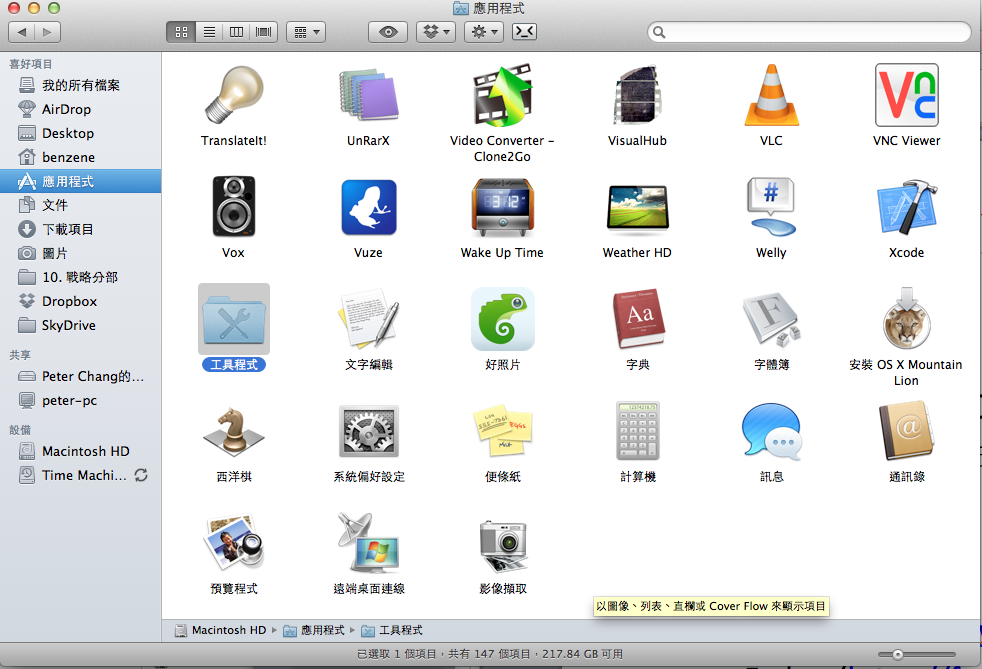 應用程式
喜好項目
我的所有檔案
AirDrop
Desktop
benzene
應用程式
文件
下載項目
圖片
10. 戰略分部
Dropbox
SkyDrive
共享
Peter Chang的...
peter-pc
設備
Macintosh HD
Time Machi...
TranslateIt!
UnRarX
Video Converter -
Clone2Go
VisualHub
VLC
VNC Viewer
Vox
Vuze
Wake Up Time
Weather HD
Welly
Xcode
工具程式
文字編輯
好照片
字典
字體簿
安裝 OS X Mountain
Lion
西洋棋
系統偏好設定
便條紙
計算機
訊息
通訊錄
預覽程式
遠端桌面連線
影像擷取
以圖像、列表、直欄或 Cover Flow 來顯示項目
Macintosh HD ▸ 應用程式 ▸ 工具程式
已選取 1 個項目，共有 147 個項目，217.84 GB 可用